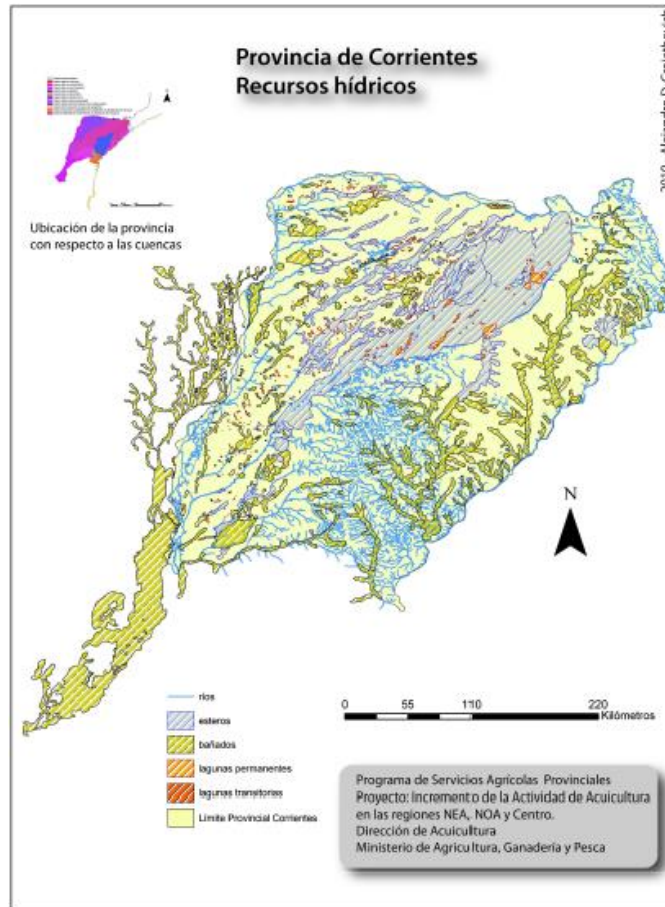 Provincia de Corrientes
Recursos hídricos
Ubicación de la provincia
con respecto a las cuencas
N
ríos
esteros
bañados
lagunas permanentes
lagunas transitorias
Limite Provincial Corrientes
0 55 110 220
Kilómetros
Programa de Servicios Agrícolas Provinciales
Proyecto: Incremento de la Actividad de Acuicultura
en las regiones NEA, NOA y Centro.
Dirección de Acuicultura
Ministerio de Agricultura, Ganadería y Pesca